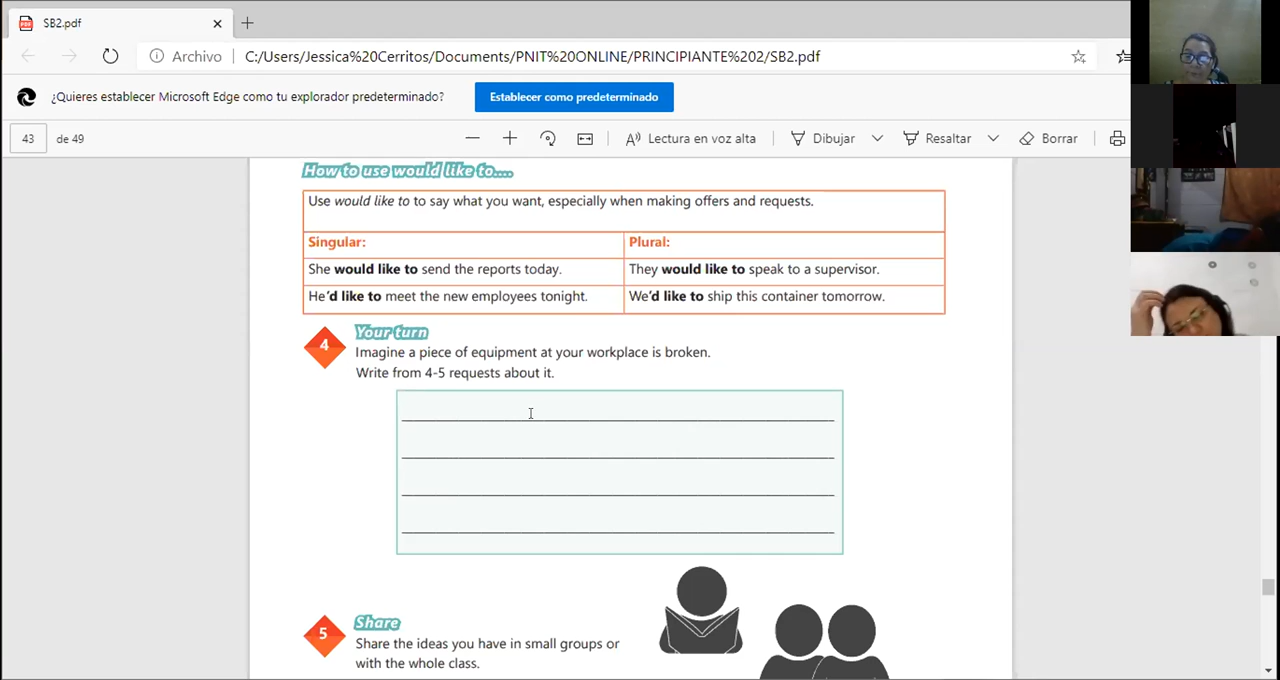 SB2.pdf
Archivo C:/Users/Jessica%20Cerritos/Documents/PNIT%20ONLINE/PRINCIPIANTE%202/SB2.pdf
¿Quieres establecer Microsoft Edge como tu explorador predeterminado? Establecer como predeterminado
43 de 49 Lectura en voz alta Dibujar Resaltar Borrar
How to use would like to....
Use would like to to say what you want, especially when making offers and requests.
Singular: Plural:
She would like to send the reports today. They would like to speak to a supervisor.
He'd like to meet the new employees tonight. We'd like to ship this container tomorrow.
4 Your turn
Imagine a piece of equipment at your workplace is broken.
Write from 4-5 requests about it.
5 Share
Share the ideas you have in small groups or
with the whole class.